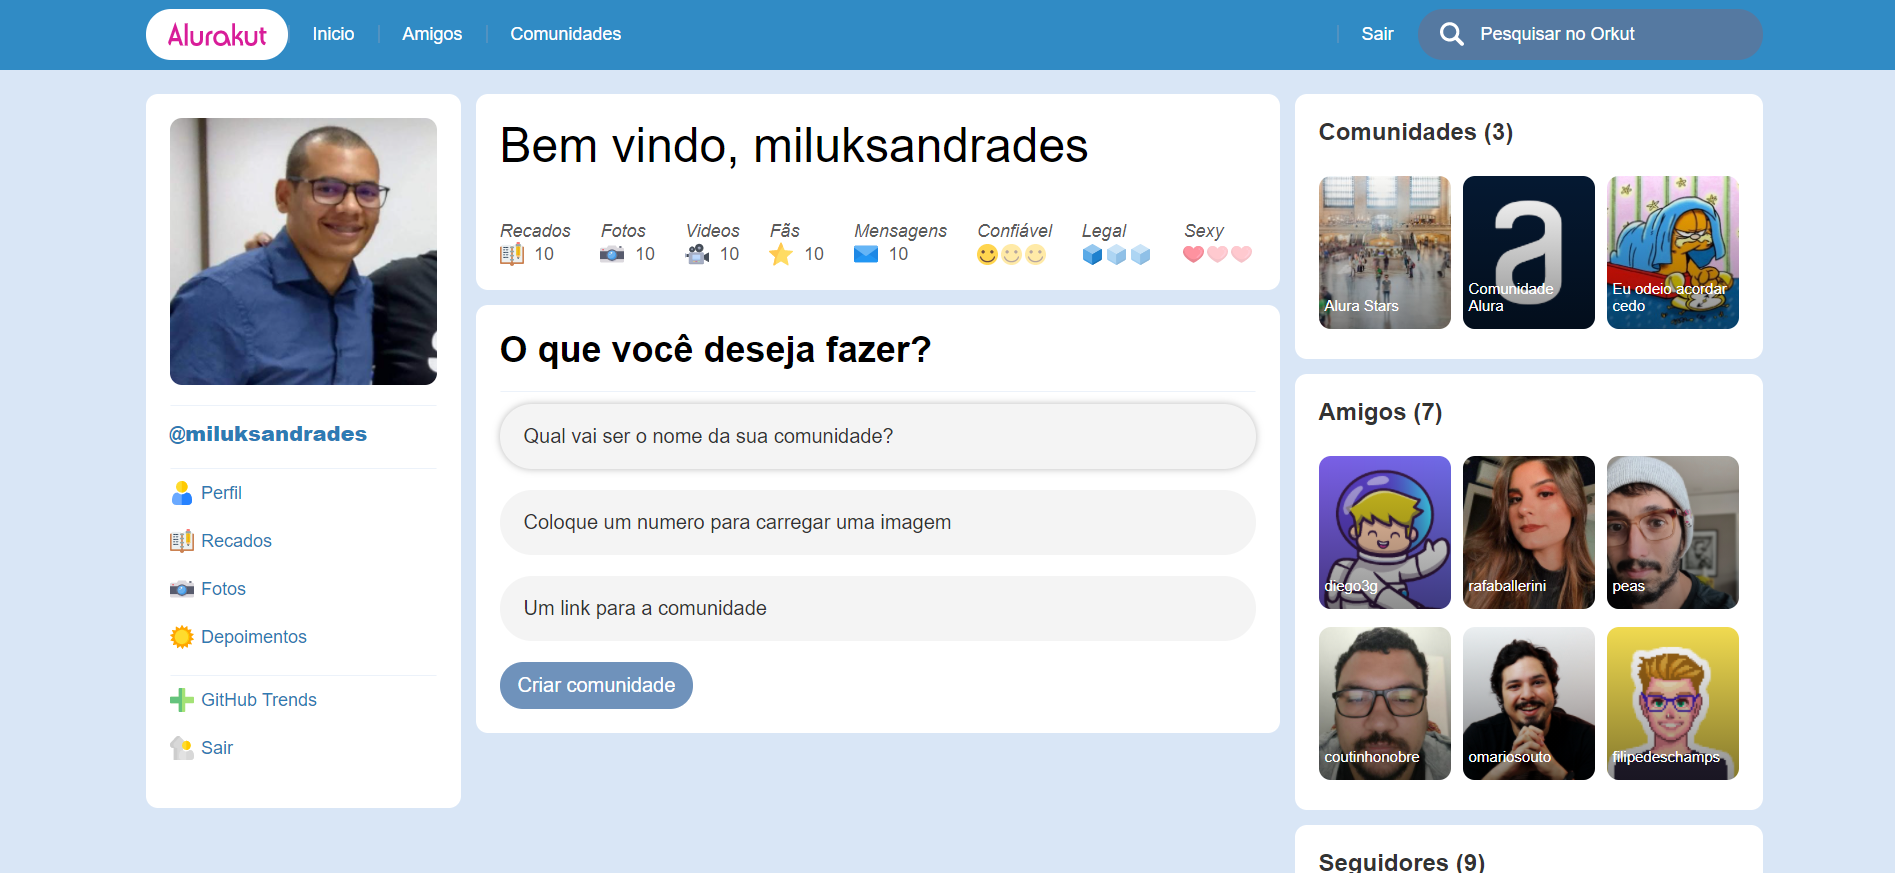 Alurakut
Inicio
Amigos
Comunidades
Sair
Pesquisar no Orkut
@miluksandrades
Perfil
Recados
Fotos
Depoimentos
GitHub Trends
Sair
Bem vindo, miluksandrades
Recados
10
Fotos
10
Videos
10
Fãs
10
Mensagens
10
Confiável
Legal
Sexy
O que você deseja fazer?
Qual vai ser o nome da sua comunidade?
Coloque um numero para carregar uma imagem
Um link para a comunidade
Criar comunidade
Comunidades (3)
Alura Stars
a
Comunidade
Alura
Eu odeio acordar
cedo
Amigos (7)
diego3g
rafaballerini
peas
coutinhonobre
omariosouto
filipedeschamps
Seguidores (9)